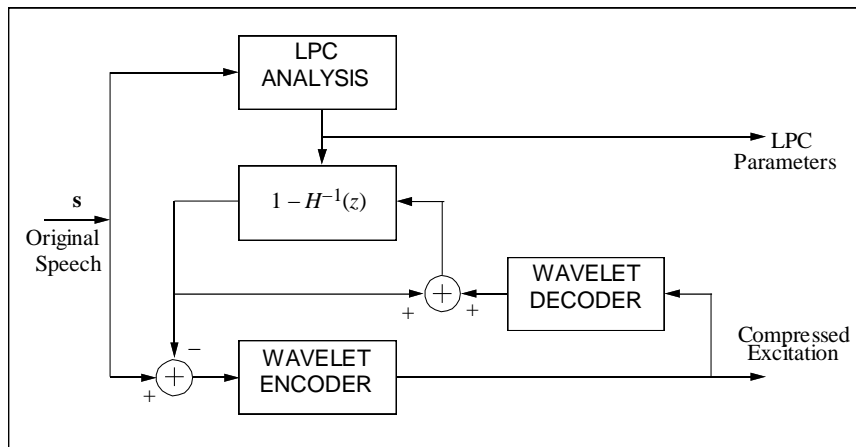 LPC
ANALYSIS
LPC
Parameters
1 – H⁻¹(z)
s
Original
Speech
WAVELET
DECODER
+
+
+
–
+
+
WAVELET
ENCODER
Compressed
Excitation